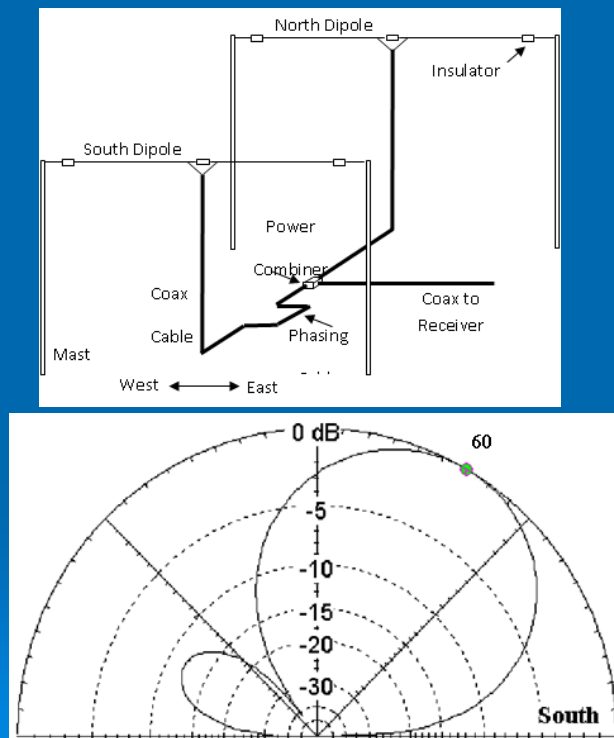 North Dipole
Insulator
South Dipole
Power
Combiner
Coax
Coax to
Receiver
Cable
Phasing
Mast
West
East
0 dB
60
-5
-10
-15
-20
-30
South